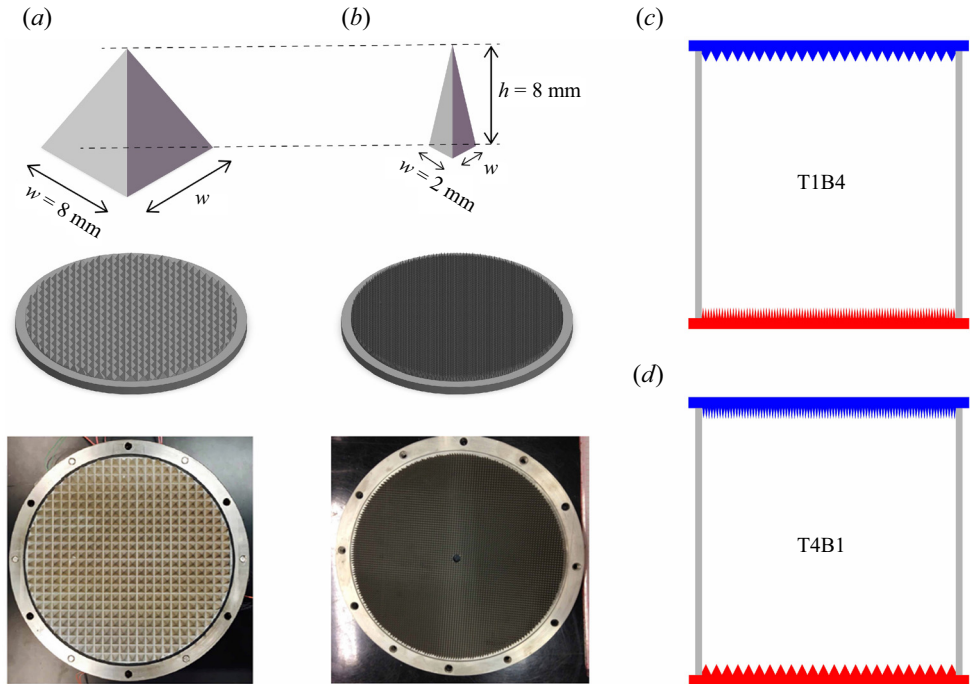 (a)
(b)
(c)
h = 8 mm
w = 8 mm
w
w = 2 mm
w
T1B4
(d)
T4B1